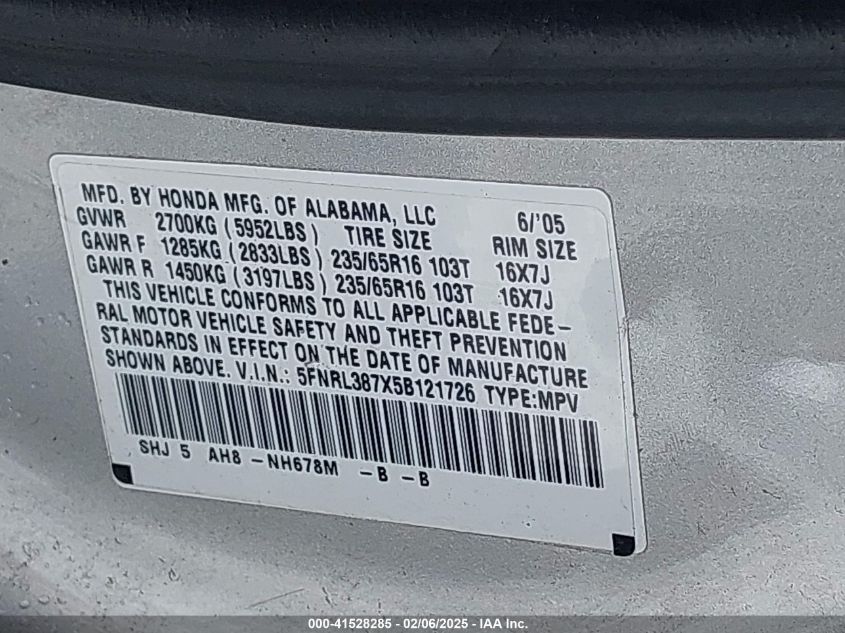 MFD. BY HONDA MFG. OF ALABAMA, LLC 6/'05
GVWR 2700KG (5952LBS) TIRE SIZE RIM SIZE
GAWR F 1285KG (2833LBS) 235/65R16 103T 16X7J
GAWR R 1450KG (3197LBS) 235/65R16 103T 16X7J
THIS VEHICLE CONFORMS TO ALL APPLICABLE FEDE-
RAL MOTOR VEHICLE SAFETY AND THEFT PREVENTION
STANDARDS IN EFFECT ON THE DATE OF MANUFACTURE
SHOWN ABOVE. V.I.N.: 5FNRL387X5B121726 TYPE:MPV
SHJ 5 AH8 -NH678M -B -B
000-41528285 - 02/06/2025 - IAA Inc.